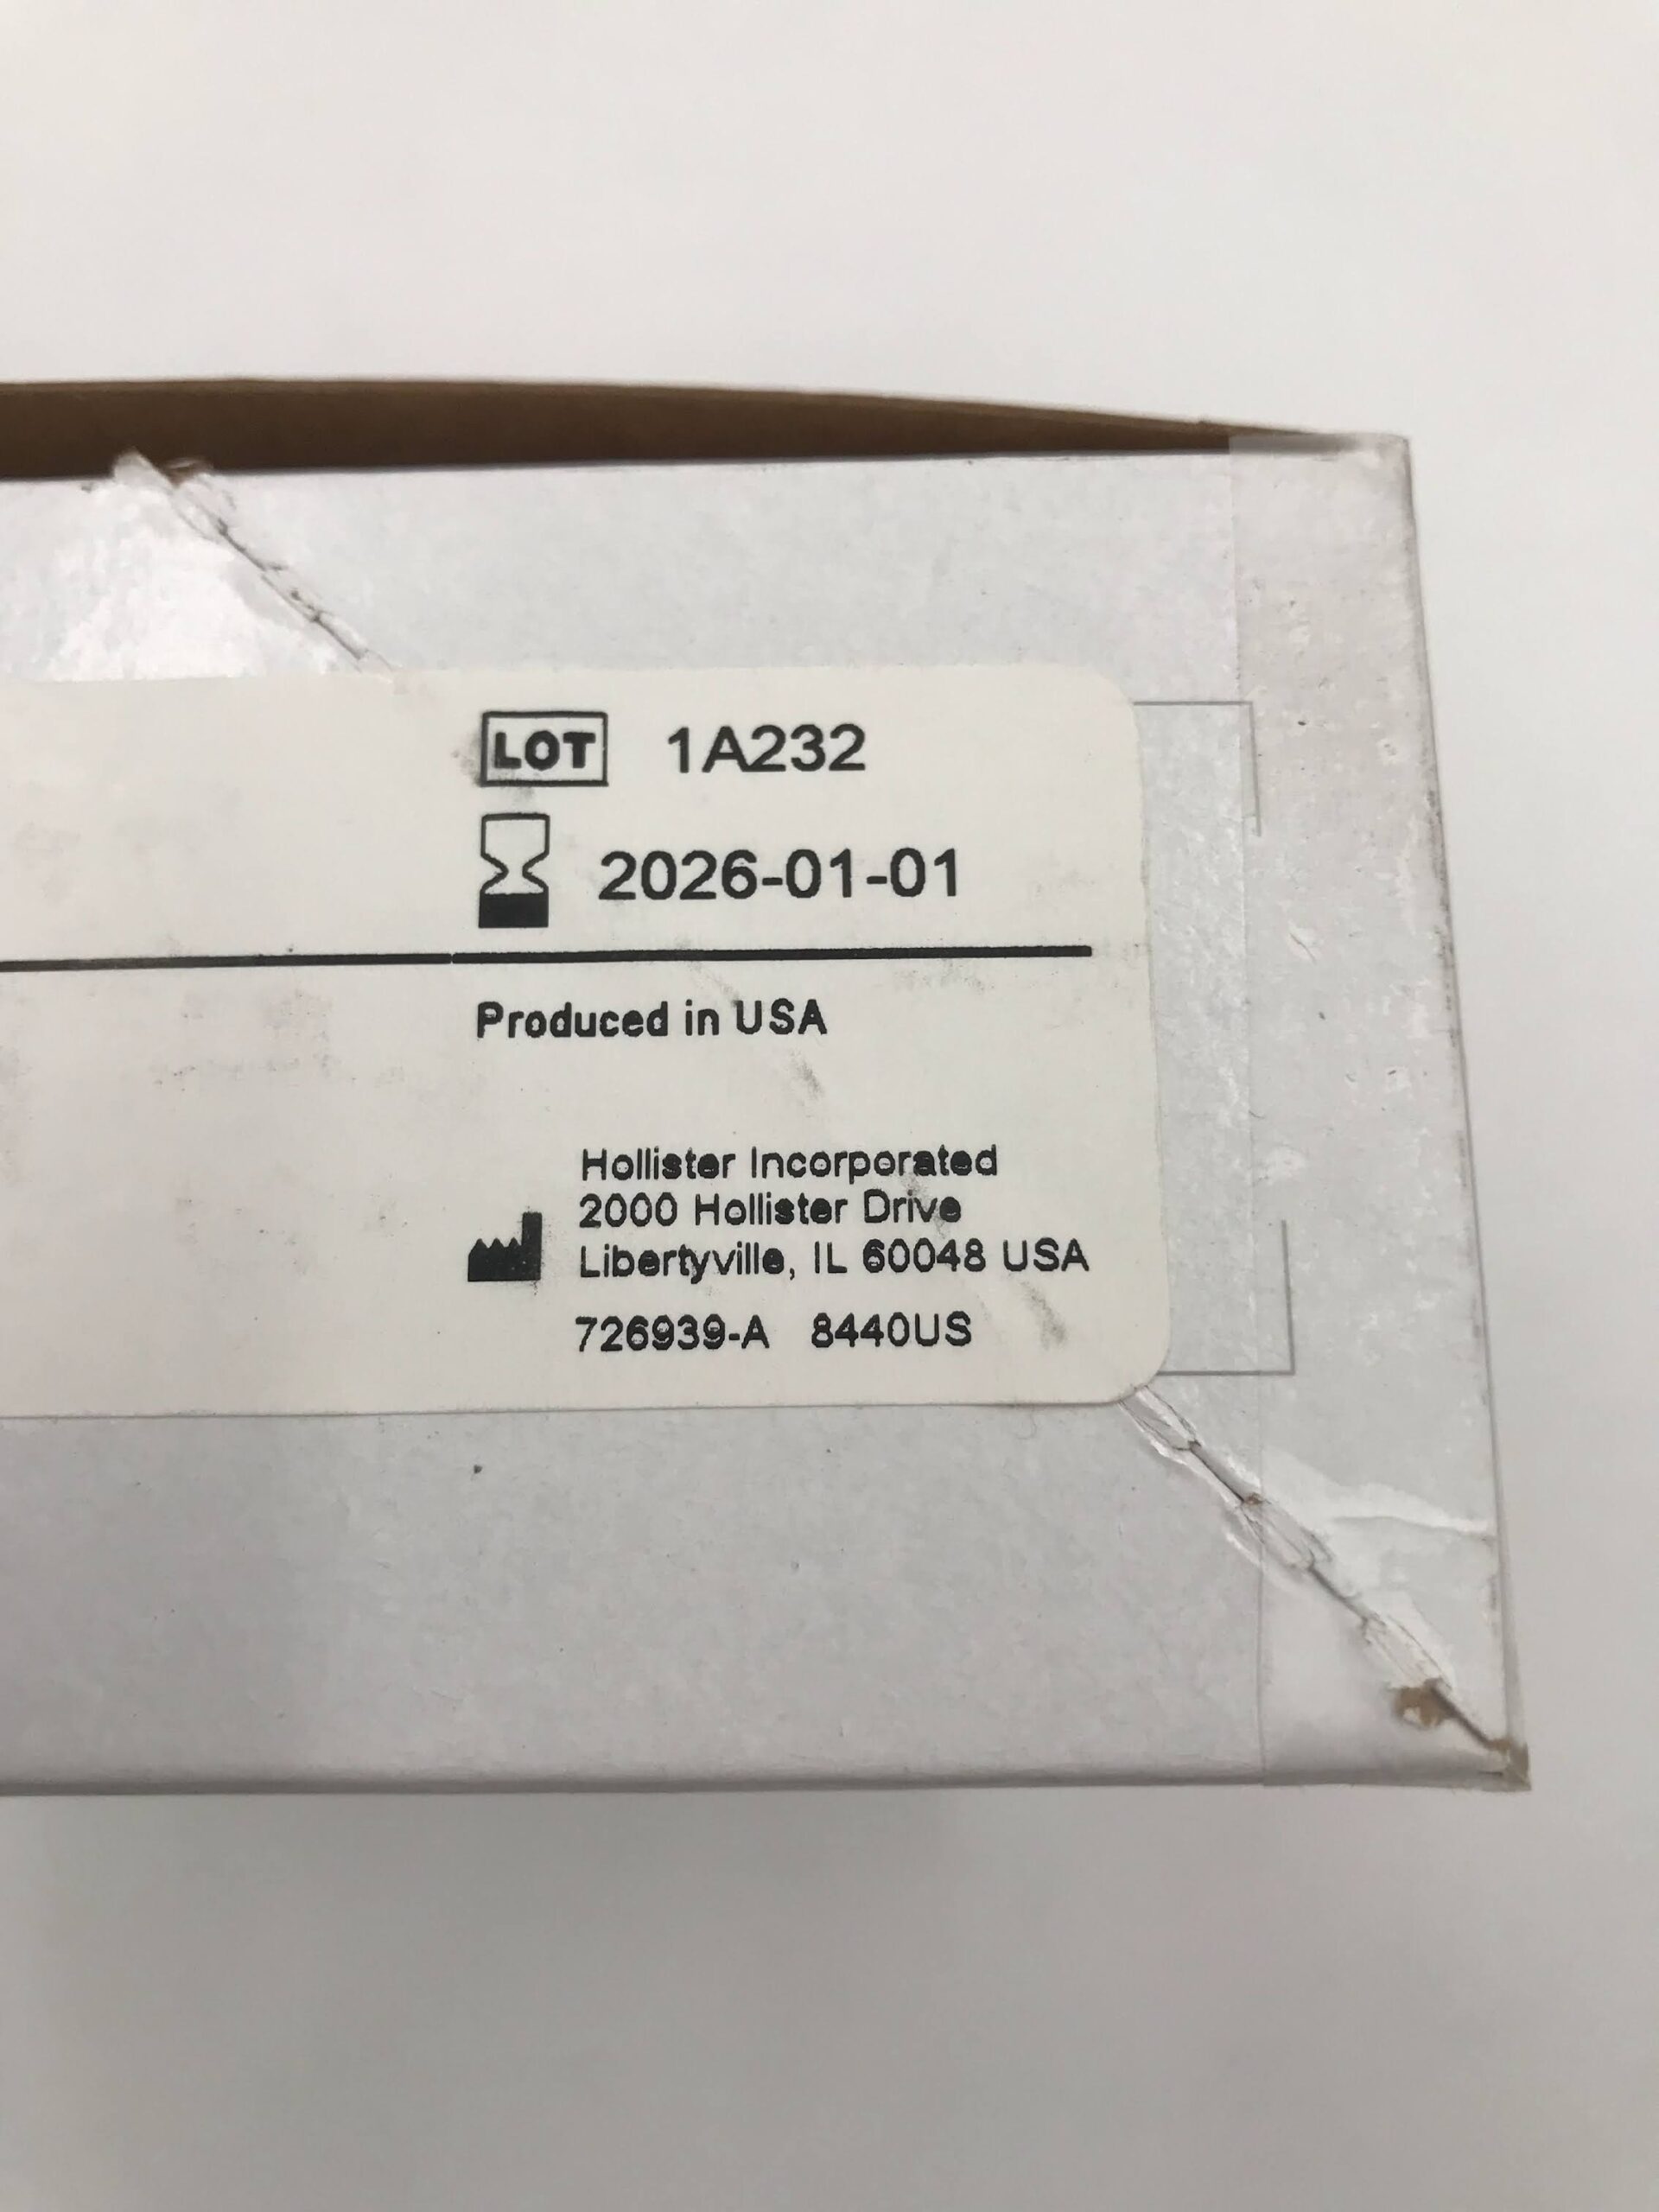 LOT 1A232
2026-01-01
Produced in USA
Hollister Incorporated
2000 Hollister Drive
Libertyville, IL 60048 USA
726939-A 8440US